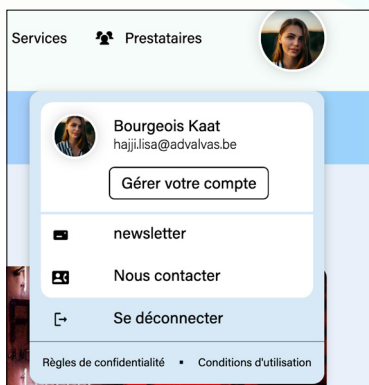 Services Prestataires
Bourgeois Kaat
hajji.lisa@advalvas.be
Gérer votre compte
newsletter
Nous contacter
Se déconnecter
Règles de confidentialité ▪ Conditions d'utilisation